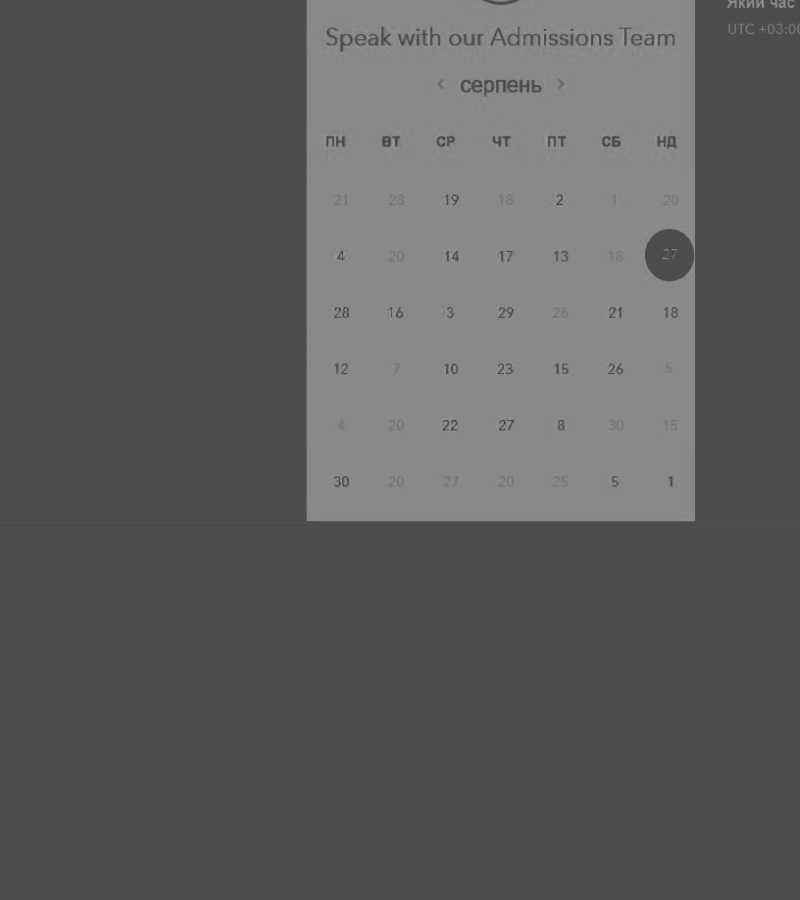 Який час
UTC +03:00
Speak with our Admissions Team
серпень
ПН ВТ СР ЧТ ПТ СБ НД
21 28 19 18 2 1 20
4 20 14 17 13 18 27
28 16 3 29 26 21 18
12 7 10 23 15 26 5
4 20 22 27 8 30 15
30 20 27 20 25 5 1